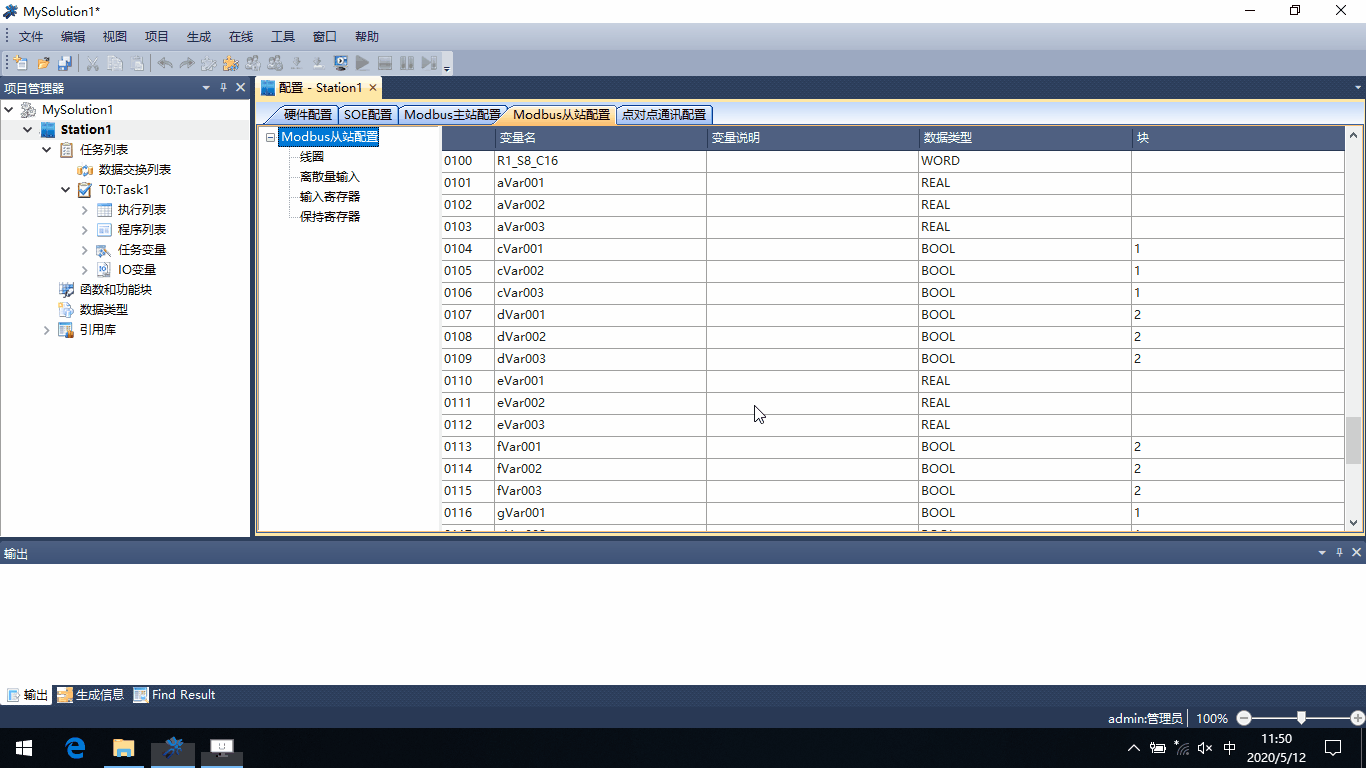 MySolution1*
文件 编辑 视图 项目 生成 在线 工具 窗口 帮助
项目管理器
MySolution1
Station1
任务列表
数据交换列表
T0:Task1
执行列表
程序列表
任务变量
IO变量
函数和功能块
数据类型
引用库
配置 - Station1
硬件配置 SOE配置 Modbus主站配置 Modbus从站配置 点对点通讯配置
Modbus从站配置
线圈
离散量输入
输入寄存器
保持寄存器
变量名 变量说明 数据类型 块
0100 R1_S8_C16 WORD
0101 aVar001 REAL
0102 aVar002 REAL
0103 aVar003 REAL
0104 cVar001 BOOL 1
0105 cVar002 BOOL 1
0106 cVar003 BOOL 1
0107 dVar001 BOOL 2
0108 dVar002 BOOL 2
0109 dVar003 BOOL 2
0110 eVar001 REAL
0111 eVar002 REAL
0112 eVar003 REAL
0113 fVar001 BOOL 2
0114 fVar002 BOOL 2
0115 fVar003 BOOL 2
0116 gVar001 BOOL 1
输出
输出 生成信息 Find Result
admin:管理员 100%
中
11:50
2020/5/12